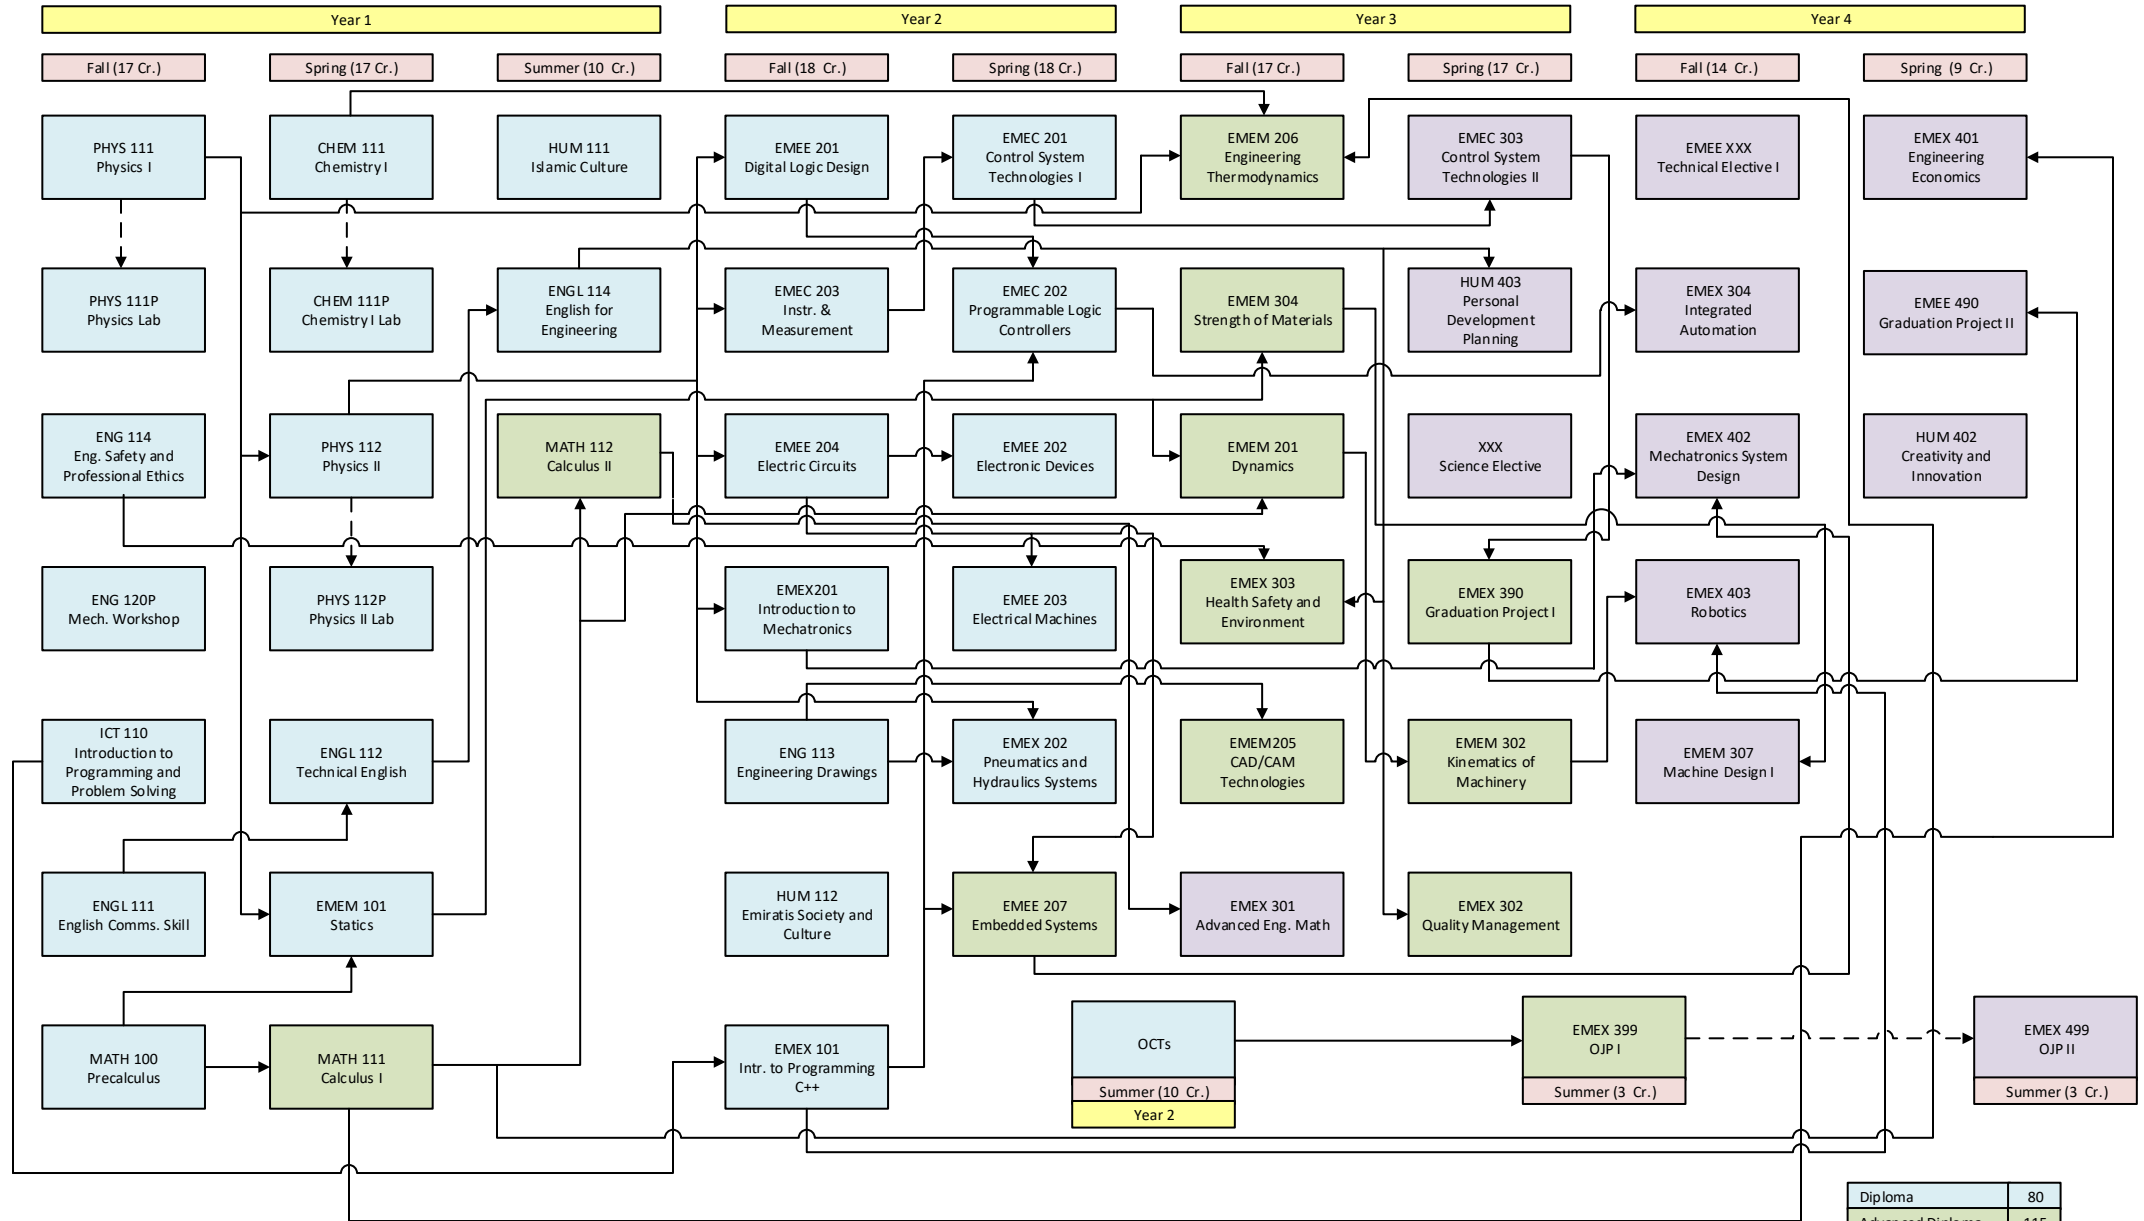 Year 1
Year 2
Year 3
Year 4
Fall (17 Cr.)
Spring (17 Cr.)
Summer (10 Cr.)
Fall (18 Cr.)
Spring (18 Cr.)
Fall (17 Cr.)
Spring (17 Cr.)
Fall (14 Cr.)
Spring (9 Cr.)
PHYS 111
Physics I
CHEM 111
Chemistry I
HUM 111
Islamic Culture
EMEE 201
Digital Logic Design
EMEC 201
Control System
Technologies I
EMEM 206
Engineering
Thermodynamics
EMEC 303
Control System
Technologies II
EMEE XXX
Technical Elective I
EMEX 401
Engineering
Economics
PHYS 111P
Physics Lab
CHEM 111P
Chemistry I Lab
ENGL 114
English for
Engineering
EMEC 203
Instr. &
Measurement
EMEC 202
Programmable Logic
Controllers
EMEM 304
Strength of Materials
HUM 403
Personal
Development
Planning
EMEX 304
Integrated
Automation
EMEE 490
Graduation Project II
ENG 114
Eng. Safety and
Professional Ethics
PHYS 112
Physics II
MATH 112
Calculus II
EMEE 204
Electric Circuits
EMEE 202
Electronic Devices
EMEM 201
Dynamics
XXX
Science Elective
EMEX 402
Mechatronics System
Design
HUM 402
Creativity and
Innovation
ENG 120P
Mech. Workshop
PHYS 112P
Physics II Lab
EMEX201
Introduction to
Mechatronics
EMEE 203
Electrical Machines
EMEX 303
Health Safety and
Environment
EMEX 390
Graduation Project I
EMEX 403
Robotics
ICT 110
Introduction to
Programming and
Problem Solving
ENGL 112
Technical English
ENG 113
Engineering Drawings
EMEX 202
Pneumatics and
Hydraulics Systems
EMEM205
CAD/CAM
Technologies
EMEM 302
Kinematics of
Machinery
EMEM 307
Machine Design I
ENGL 111
English Comms. Skill
EMEM 101
Statics
HUM 112
Emiratis Society and
Culture
EMEE 207
Embedded Systems
EMEX 301
Advanced Eng. Math
EMEX 302
Quality Management
MATH 100
Precalculus
MATH 111
Calculus I
EMEX 101
Intr. to Programming
C++
OCTs
Summer (10 Cr.)
Year 2
EMEX 399
OJP I
Summer (3 Cr.)
EMEX 499
OJP II
Summer (3 Cr.)
Diploma 80
Advanced Diploma 115